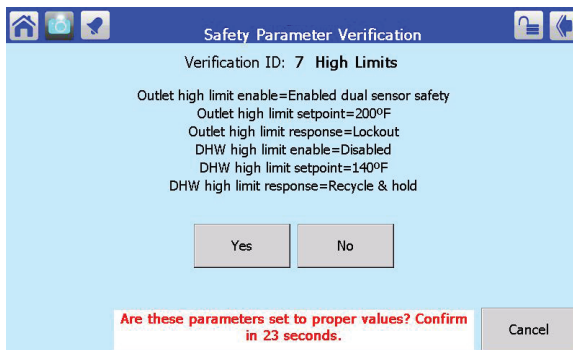 Safety Parameter Verification
Verification ID: 7 High Limits
Outlet high limit enable=Enabled dual sensor safety
Outlet high limit setpoint=200ºF
Outlet high limit response=Lockout
DHW high limit enable=Disabled
DHW high limit setpoint=140ºF
DHW high limit response=Recycle & hold
Yes No
Are these parameters set to proper values? Confirm
in 23 seconds.
Cancel